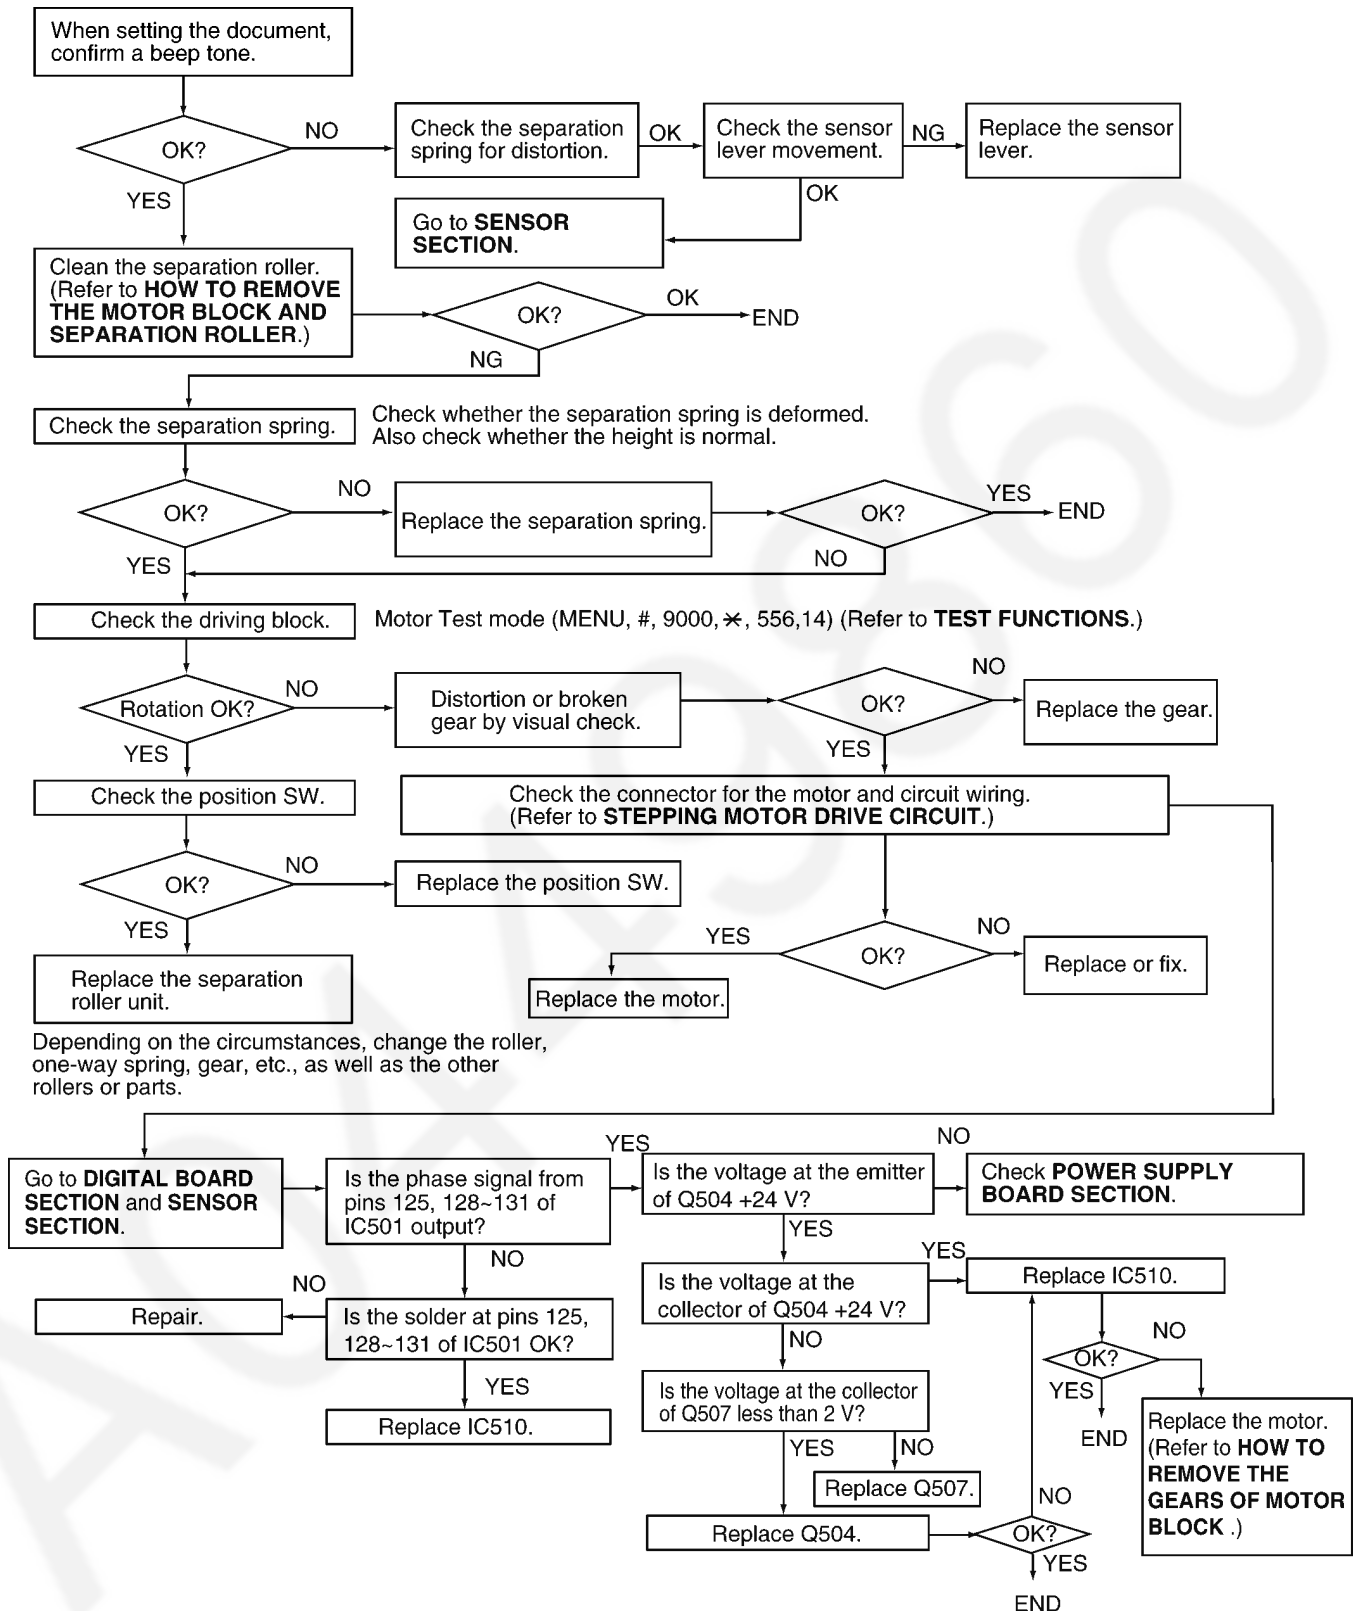 When setting the document,
confirm a beep tone.
OK?
NO
Check the separation
spring for distortion.
OK
Check the sensor
lever movement.
NG
Replace the sensor
lever.
YES
OK
Go to SENSOR
SECTION.
Clean the separation roller.
(Refer to HOW TO REMOVE
THE MOTOR BLOCK AND
SEPARATION ROLLER.)
OK?
OK
END
NG
Check the separation spring.
Check whether the separation spring is deformed.
Also check whether the height is normal.
OK?
NO
Replace the separation spring.
OK?
YES
END
YES
NO
Check the driving block.
Motor Test mode (MENU, #, 9000, ＊, 556,14) (Refer to TEST FUNCTIONS.)
Rotation OK?
NO
Distortion or broken
gear by visual check.
OK?
NO
Replace the gear.
YES
YES
Check the position SW.
Check the connector for the motor and circuit wiring.
(Refer to STEPPING MOTOR DRIVE CIRCUIT.)
OK?
NO
Replace the position SW.
YES
YES
OK?
NO
Replace or fix.
Replace the motor.
Replace the separation
roller unit.
Depending on the circumstances, change the roller,
one-way spring, gear, etc., as well as the other
rollers or parts.
Go to DIGITAL BOARD
SECTION and SENSOR
SECTION.
Is the phase signal from
pins 125, 128~131 of
IC501 output?
YES
Is the voltage at the emitter
of Q504 +24 V?
NO
Check POWER SUPPLY
BOARD SECTION.
NO
YES
Repair.
NO
Is the solder at pins 125,
128~131 of IC501 OK?
YES
Replace IC510.
Is the voltage at the
collector of Q504 +24 V?
YES
Replace IC510.
NO
Is the voltage at the collector
of Q507 less than 2 V?
OK?
NO
YES
END
Replace the motor.
(Refer to HOW TO
REMOVE THE
GEARS OF MOTOR
BLOCK .)
YES
NO
Replace Q507.
Replace Q504.
OK?
NO
YES
END
A0449860